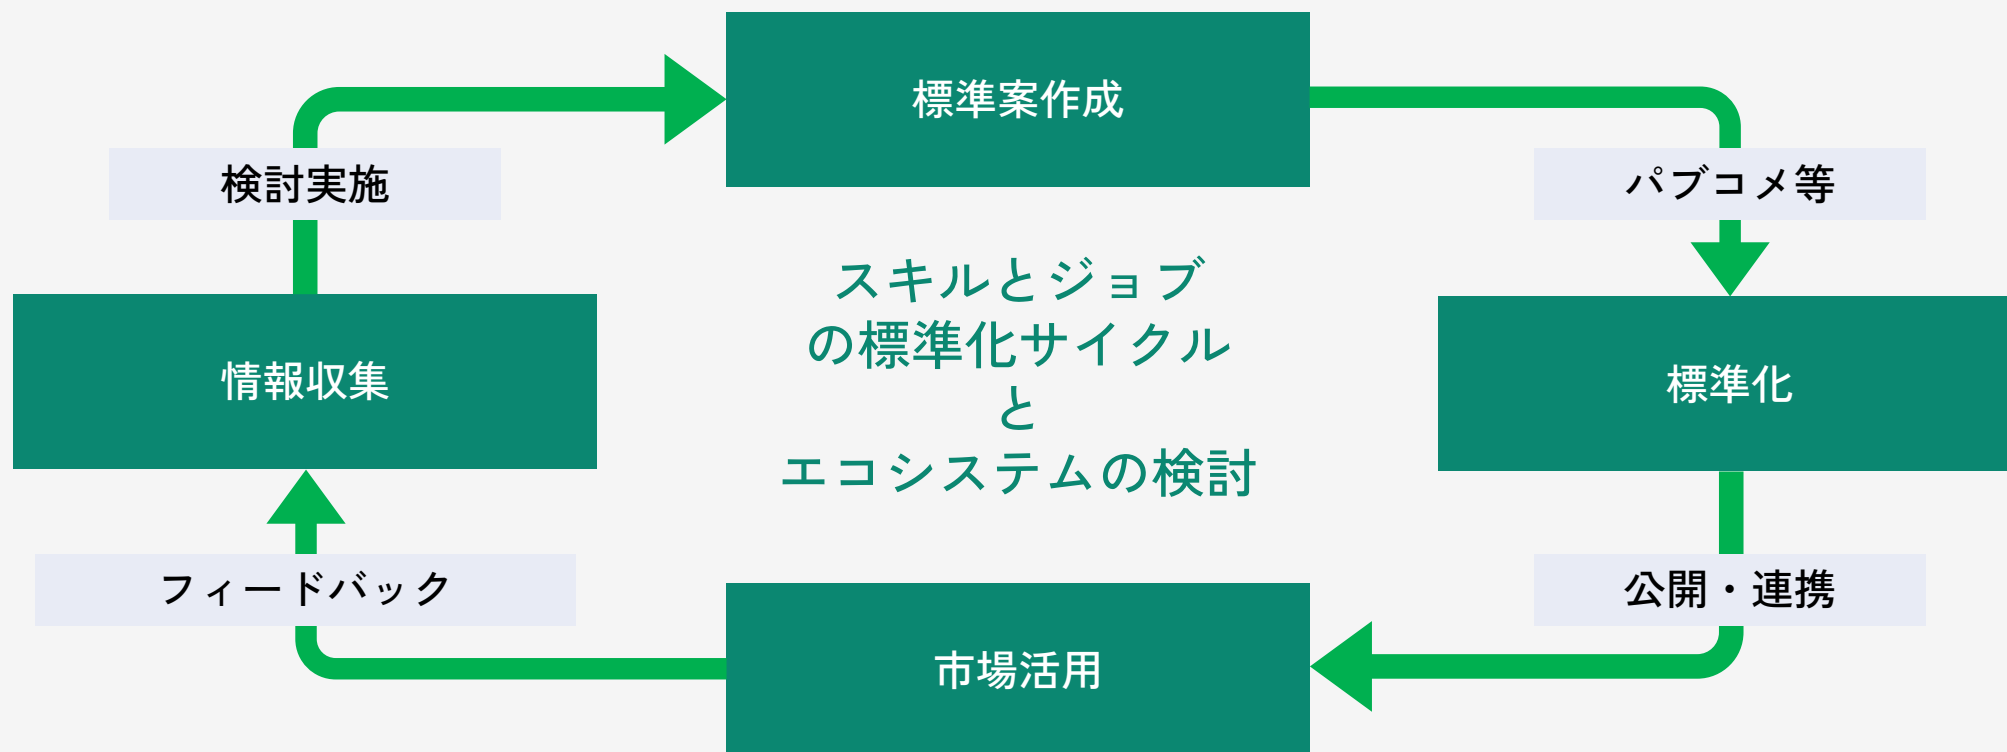 標準案作成
検討実施
パブコメ等
スキルとジョブ
の標準化サイクル
と
エコシステムの検討
情報収集
標準化
フィードバック
公開・連携
市場活用